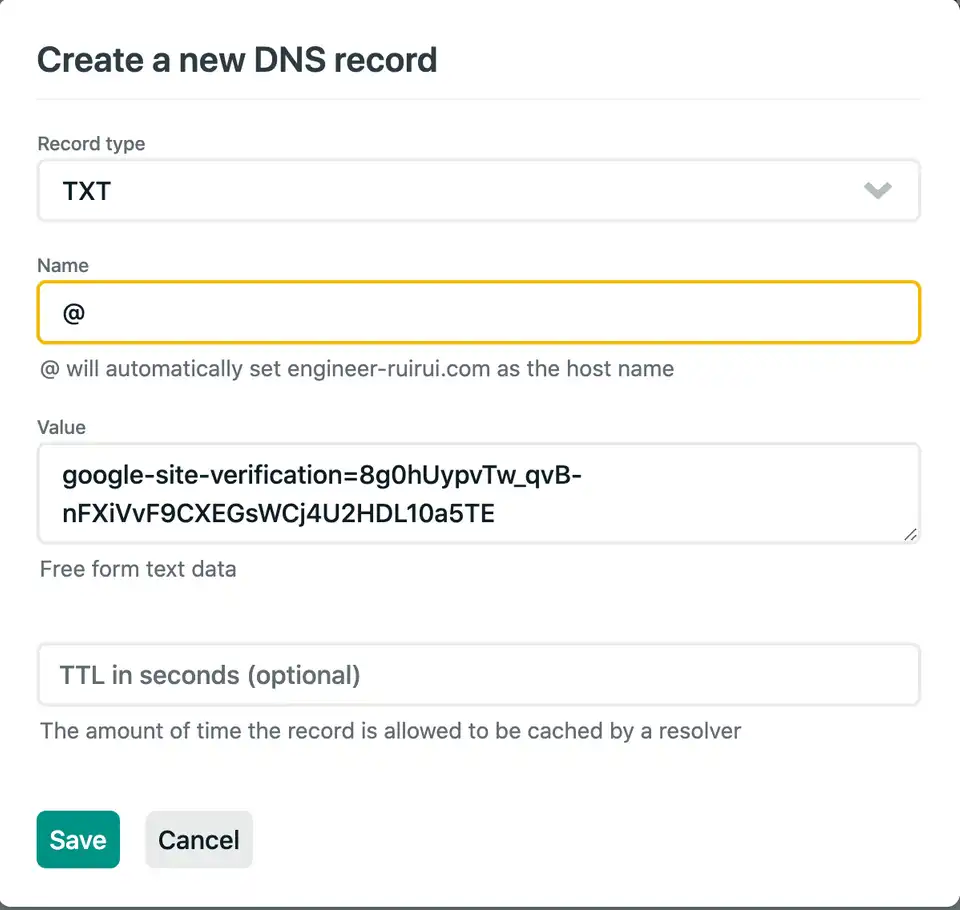 Create a new DNS record
Record type
TXT
Name
@
@ will automatically set engineer-ruirui.com as the host name
Value
google-site-verification=8g0hUypvTw_qvB-
nFXiVvF9CXEGsWCj4U2HDL10a5TE
Free form text data
TTL in seconds (optional)
The amount of time the record is allowed to be cached by a resolver
Save
Cancel